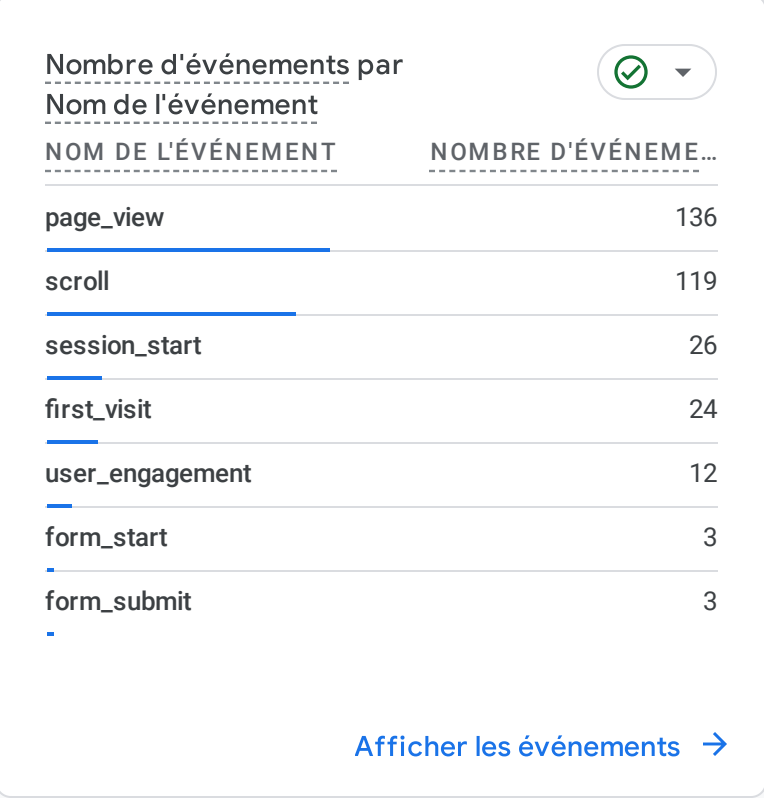 Nombre d'événements par
Nom de l'événement
NOM DE L'ÉVÉNEMENT NOMBRE D'ÉVÉNEME…
page_view 136
scroll 119
session_start 26
first_visit 24
user_engagement 12
form_start 3
form_submit 3
Afficher les événements